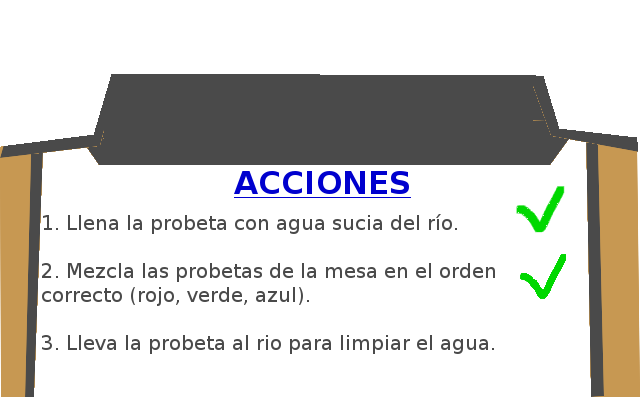 ACCIONES
1. Llena la probeta con agua sucia del río.
2. Mezcla las probetas de la mesa en el orden
correcto (rojo, verde, azul).
3. Lleva la probeta al rio para limpiar el agua.